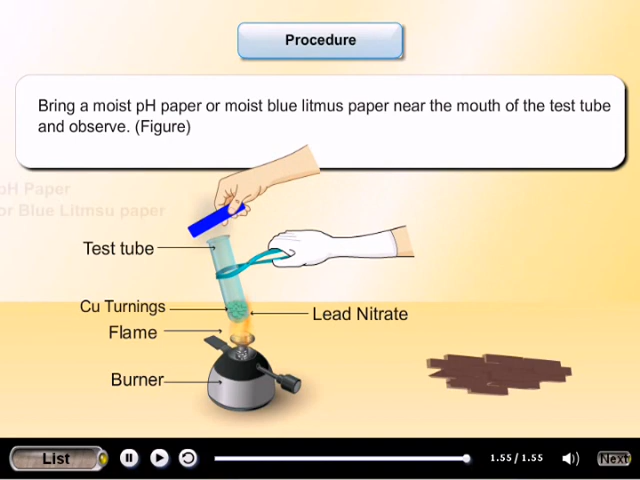 Procedure
Bring a moist pH paper or moist blue litmus paper near the mouth of the test tube
and observe. (Figure)
pH Paper
or Blue Litmsu paper
Test tube
Cu Turnings
Lead Nitrate
Flame
Burner
List
1.55 / 1.55
Next